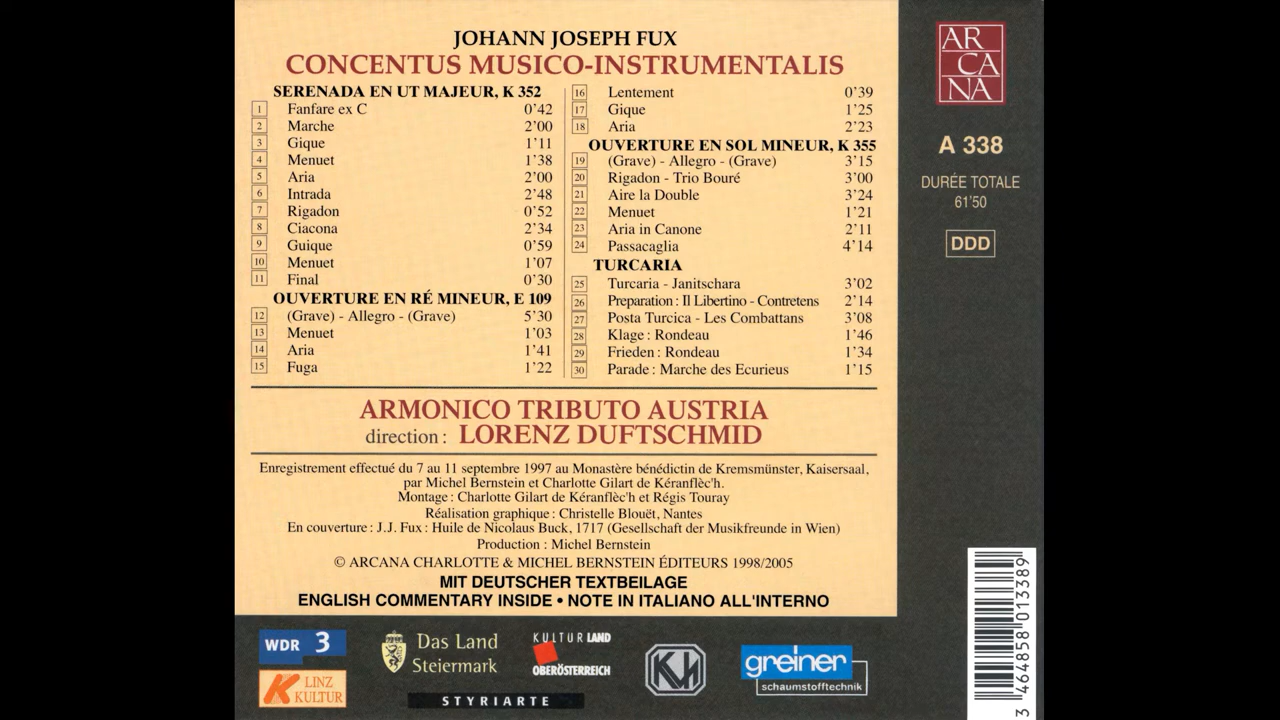 JOHANN JOSEPH FUX
CONCENTUS MUSICO-INSTRUMENTALIS
SERENADA EN UT MAJEUR, K 352
1 Fanfare ex C 0’42
2 Marche 2’00
3 Gique 1’11
4 Menuet 1’38
5 Aria 2’00
6 Intrada 2’48
7 Rigadon 0’52
8 Ciacona 2’34
9 Guique 0’59
10 Menuet 1’07
11 Final 0’30
OUVERTURE EN RÉ MINEUR, E 109
12 (Grave) - Allegro - (Grave) 5’30
13 Menuet 1’03
14 Aria 1’41
15 Fuga 1’22
16 Lentement 0’39
17 Gique 1’25
18 Aria 2’23
OUVERTURE EN SOL MINEUR, K 355
19 (Grave) - Allegro - (Grave) 3’15
20 Rigadon - Trio Bouré 3’00
21 Aire la Double 3’24
22 Menuet 1’21
23 Aria in Canone 2’11
24 Passacaglia 4’14
TURCARIA
25 Turcaria - Janitschara 3’02
26 Preparation : Il Libertino - Contretens 2’14
27 Posta Turcica - Les Combattans 3’08
28 Klage : Rondeau 1’46
29 Frieden : Rondeau 1’34
30 Parade : Marche des Ecurieus 1’15
ARMONICO TRIBUTO AUSTRIA
direction : LORENZ DUFTSCHMID
Enregistrement effectué du 7 au 11 septembre 1997 au Monastère bénédictin de Kremsmünster, Kaisersaal,
par Michel Bernstein et Charlotte Gilart de Kéranflèc'h.
Montage : Charlotte Gilart de Kéranflèc'h et Régis Touray
Réalisation graphique : Christelle Blouët, Nantes
En couverture : J.J. Fux : Huile de Nicolaus Buck, 1717 (Gesellschaft der Musikfreunde in Wien)
Production : Michel Bernstein
© ARCANA CHARLOTTE & MICHEL BERNSTEIN ÉDITEURS 1998/2005
MIT DEUTSCHER TEXTBEILAGE
ENGLISH COMMENTARY INSIDE • NOTE IN ITALIANO ALL'INTERNO
AR
CA
NA
A 338
DURÉE TOTALE
61'50
DDD
3 464858 013389
WDR 3
LINZ
KULTUR
Das Land
Steiermark
KULTURLAND
OBERÖSTERREICH
STYRIARTE
KH
greiner
schaumstofftechnik